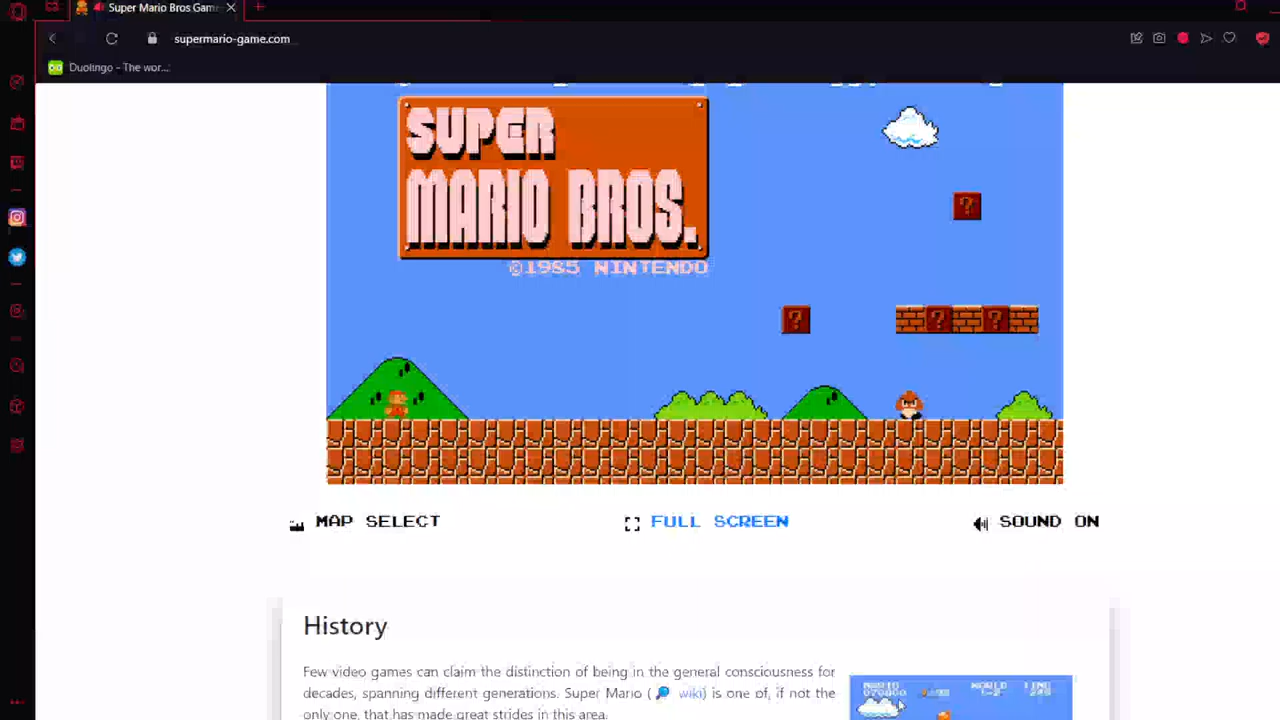 Super Mario Bros Game
supermario-game.com
Duolingo - The wor...
SUPER
MARIO BROS.
©1985 NINTENDO
?
? ? ?
MAP SELECT
FULL SCREEN
SOUND ON
History
Few video games can claim the distinction of being in the general consciousness for
decades, spanning different generations. Super Mario ( wiki) is one of, if not the
only one, that has made great strides in this area.
MARIO WORLD TIME